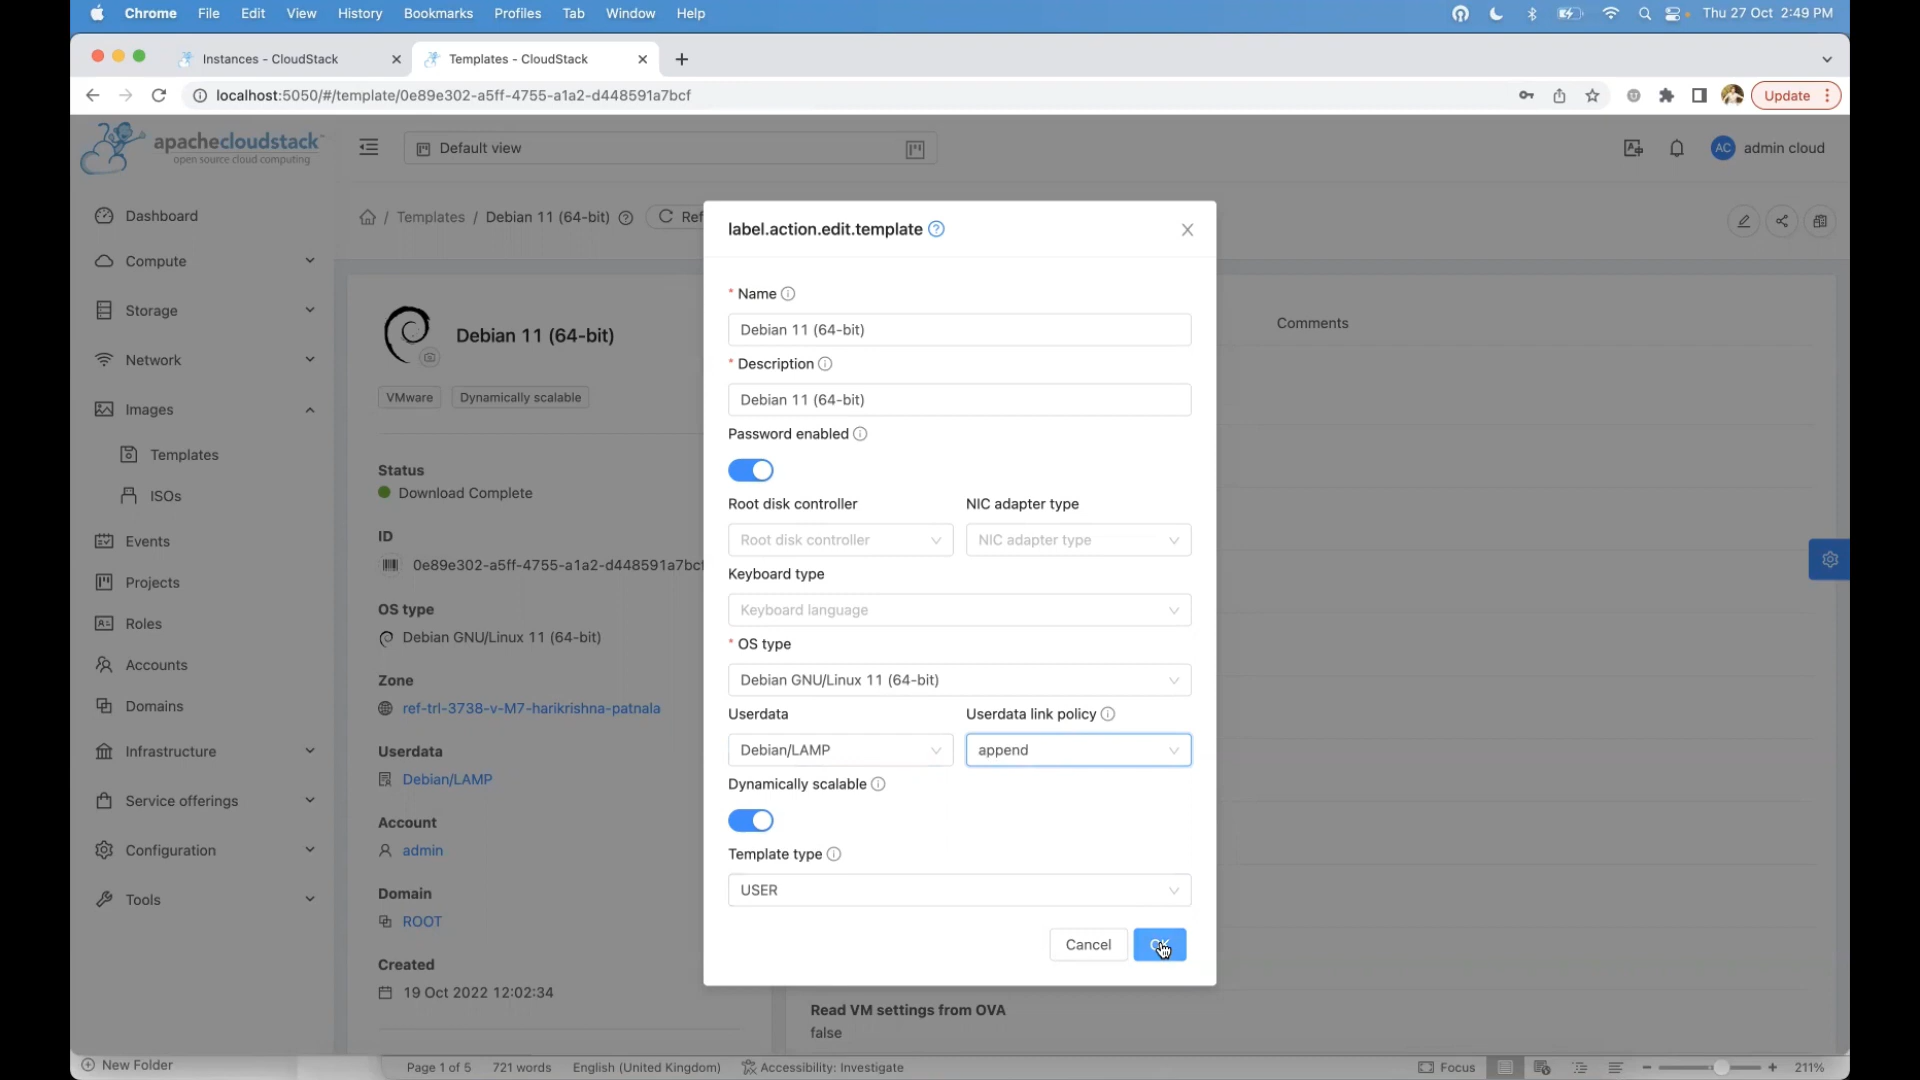 Chrome File Edit View History Bookmarks Profiles Tab Window Help Thu 27 Oct 2:49 PM
Instances - CloudStack Templates - CloudStack
localhost:5050/#/template/0e89e302-a5ff-4755-a1a2-d448591a7bcf Update
apachecloudstack™
open source cloud computing
Default view
AC admin cloud
Dashboard
Compute
Storage
Network
Images
Templates
ISOs
Events
Projects
Roles
Accounts
Domains
Infrastructure
Service offerings
Configuration
Tools
/ Templates / Debian 11 (64-bit) Ref
Debian 11 (64-bit)
VMware Dynamically scalable
Status
Download Complete
ID
0e89e302-a5ff-4755-a1a2-d448591a7bcf
OS type
Debian GNU/Linux 11 (64-bit)
Zone
ref-trl-3738-v-M7-harikrishna-patnala
Userdata
Debian/LAMP
Account
admin
Domain
ROOT
Created
19 Oct 2022 12:02:34
label.action.edit.template
* Name
Debian 11 (64-bit)
* Description
Debian 11 (64-bit)
Password enabled
Root disk controller NIC adapter type
Root disk controller NIC adapter type
Keyboard type
Keyboard language
* OS type
Debian GNU/Linux 11 (64-bit)
Userdata Userdata link policy
Debian/LAMP append
Dynamically scalable
Template type
USER
Cancel
Comments
Read VM settings from OVA
false
New Folder Page 1 of 5 721 words English (United Kingdom) Accessibility: Investigate Focus 211%